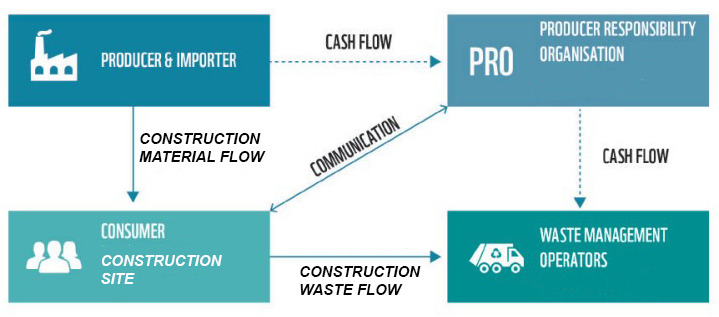 PRODUCER & IMPORTER
CASH FLOW
PRO
PRODUCER RESPONSIBILITY
ORGANISATION
CONSTRUCTION
MATERIAL FLOW
COMMUNICATION
CASH FLOW
CONSUMER
CONSTRUCTION
SITE
CONSTRUCTION
WASTE FLOW
WASTE MANAGEMENT
OPERATORS